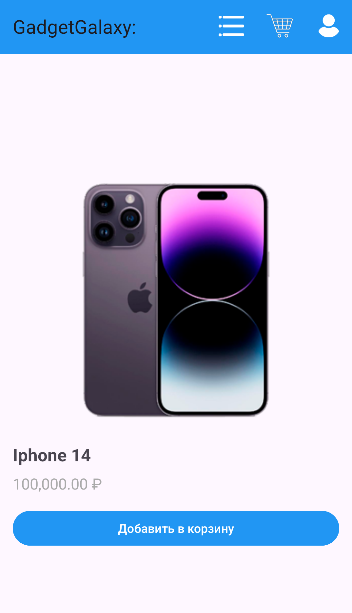 GadgetGalaxy:
Iphone 14
100,000.00 ₽
Добавить в корзину